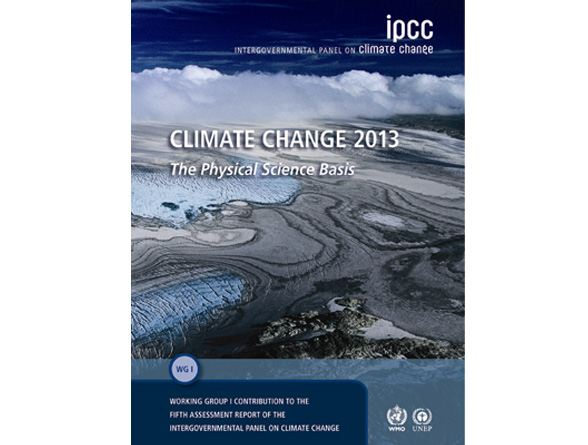 ipcc
INTERGOVERNMENTAL PANEL ON climate change
CLIMATE CHANGE 2013
The Physical Science Basis
WG I
WORKING GROUP I CONTRIBUTION TO THE
FIFTH ASSESSMENT REPORT OF THE
INTERGOVERNMENTAL PANEL ON CLIMATE CHANGE
WMO UNEP